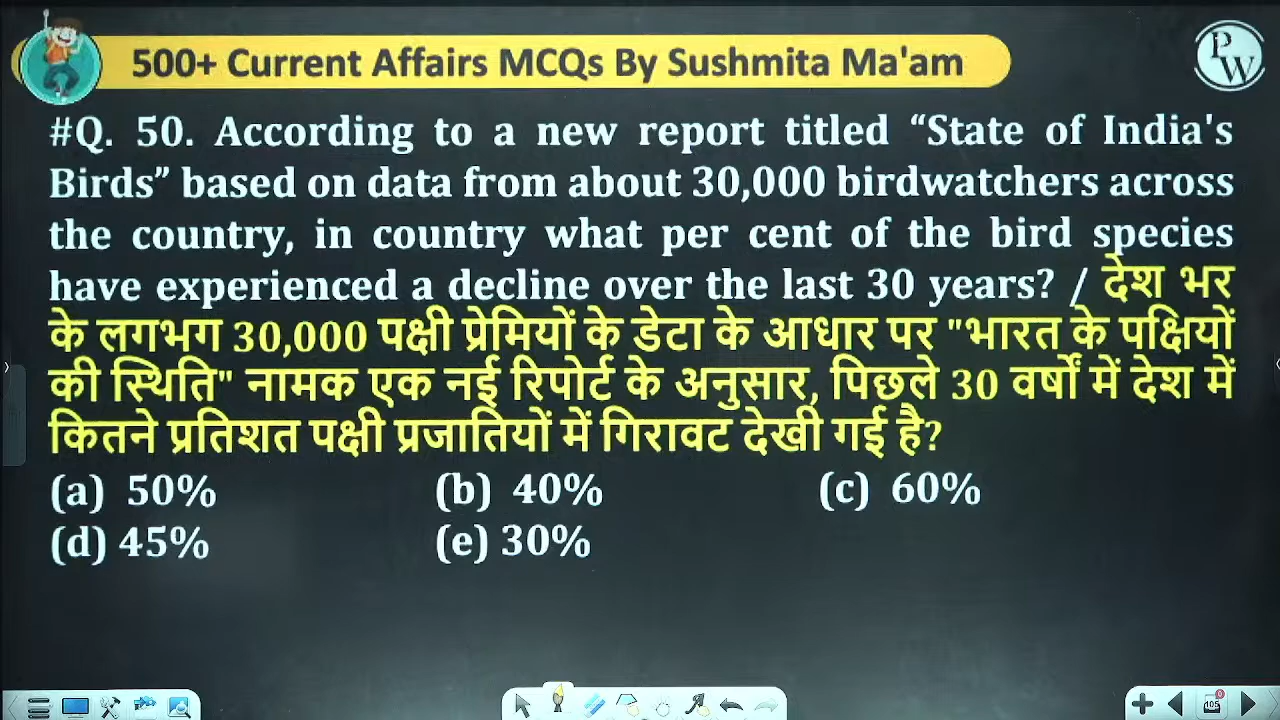 500+ Current Affairs MCQs By Sushmita Ma'am
PW
#Q. 50. According to a new report titled “State of India's
Birds” based on data from about 30,000 birdwatchers across
the country, in country what per cent of the bird species
have experienced a decline over the last 30 years? / देश भर
के लगभग 30,000 पक्षी प्रेमियों के डेटा के आधार पर "भारत के पक्षियों
की स्थिति" नामक एक नई रिपोर्ट के अनुसार, पिछले 30 वर्षों में देश में
कितने प्रतिशत पक्षी प्रजातियों में गिरावट देखी गई है?
(a) 50% (b) 40% (c) 60%
(d) 45% (e) 30%
105